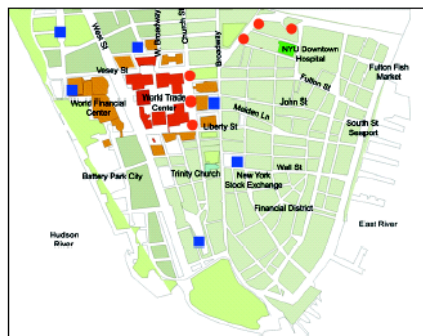 West St
W Broadway
Church St
Broadway
Vesey St
NYU Downtown
Hospital
Fulton St
Fulton Fish
Market
World Financial
Center
World Trade
Center
Maiden La
John St
Liberty St
South St
Seaport
Battery Park City
Trinity Church
New York
Stock Exchange
Wall St
Financial District
Hudson
River
East River